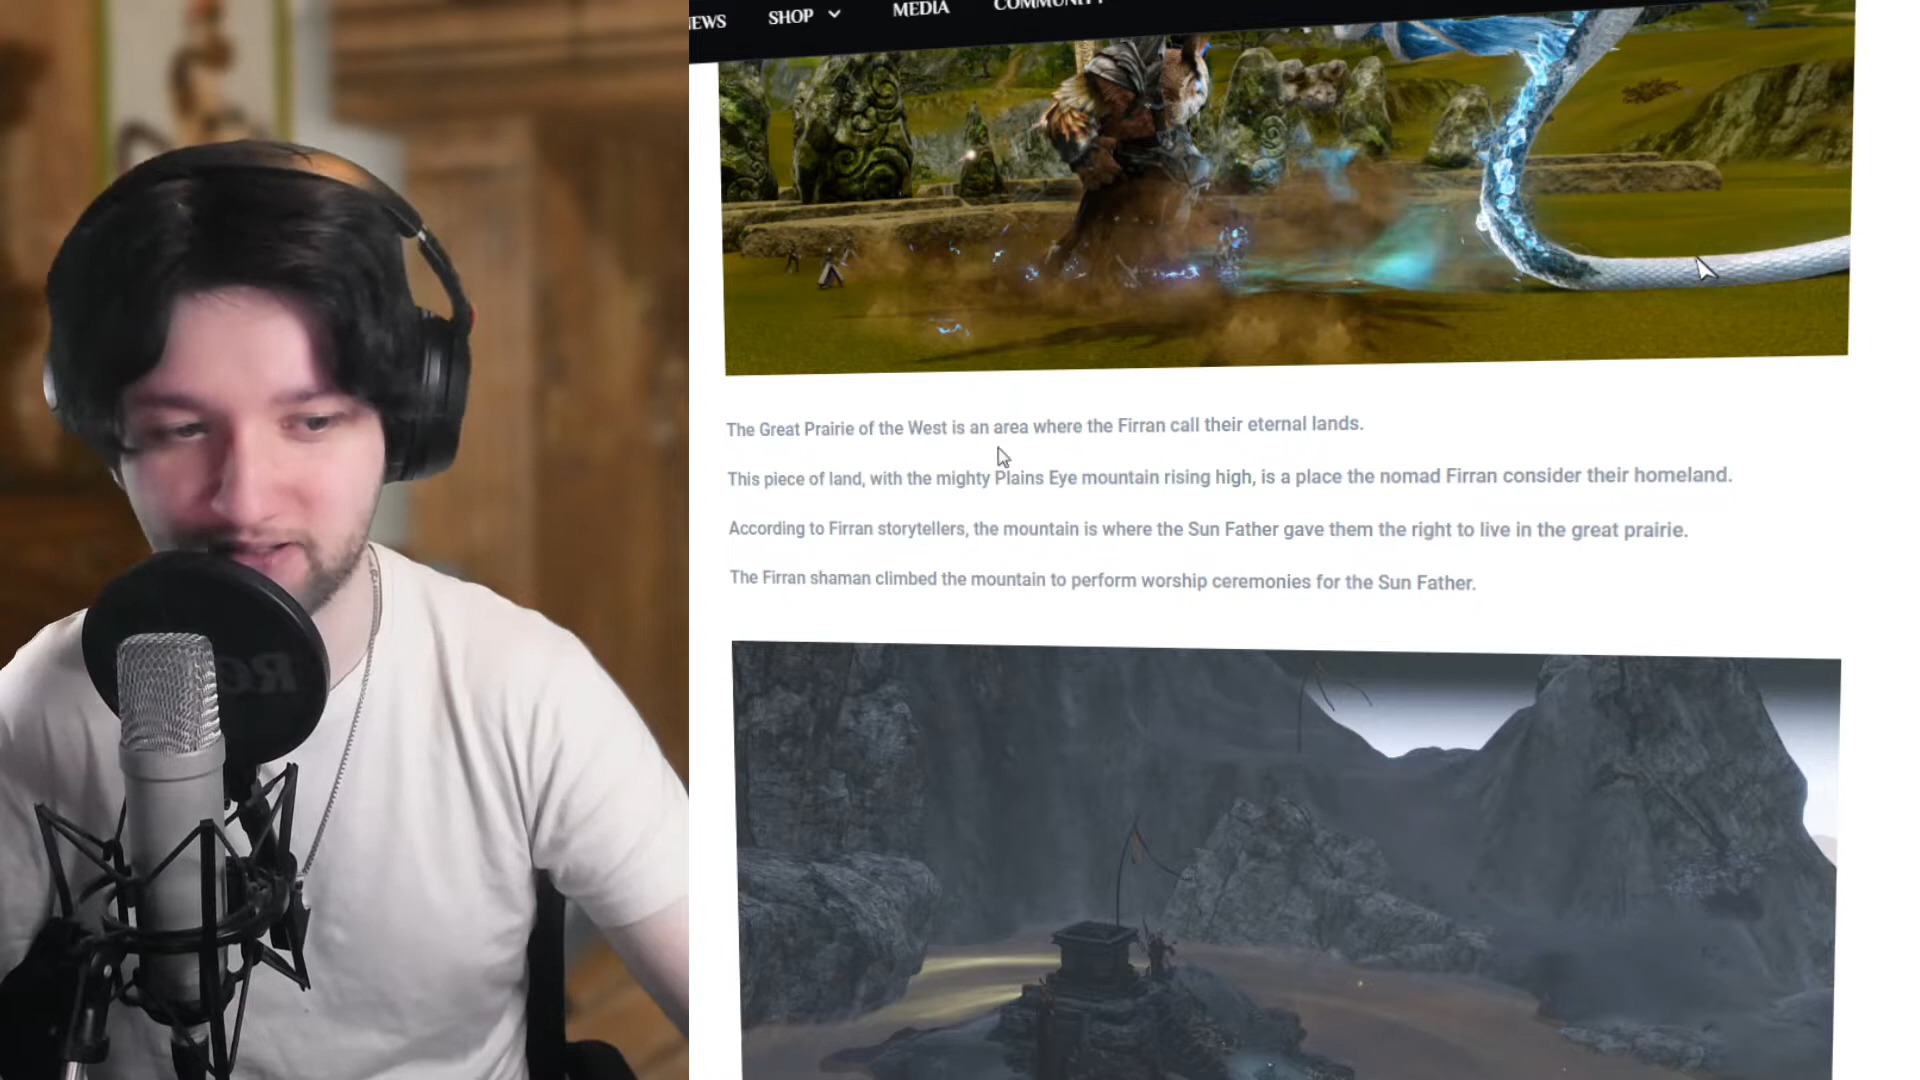 EWS SHOP MEDIA COMMUNITY
The Great Prairie of the West is an area where the Firran call their eternal lands.
This piece of land, with the mighty Plains Eye mountain rising high, is a place the nomad Firran consider their homeland.
According to Firran storytellers, the mountain is where the Sun Father gave them the right to live in the great prairie.
The Firran shaman climbed the mountain to perform worship ceremonies for the Sun Father.